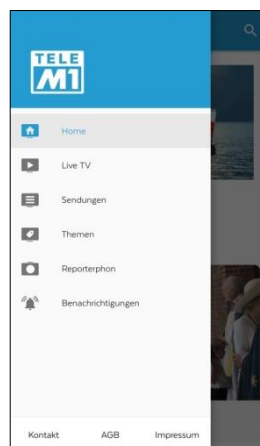 TELE
M1
Home
Live TV
Sendungen
Themen
Reporterphon
Benachrichtigungen
Kontakt AGB Impressum